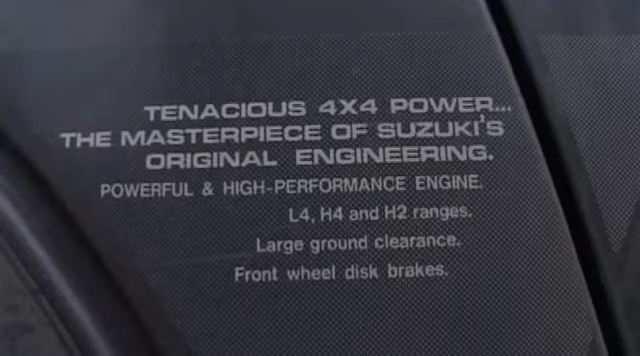 TENACIOUS 4X4 POWER...
THE MASTERPIECE OF SUZUKI'S
ORIGINAL ENGINEERING.
POWERFUL & HIGH-PERFORMANCE ENGINE.
L4, H4 and H2 ranges.
Large ground clearance.
Front wheel disk brakes.